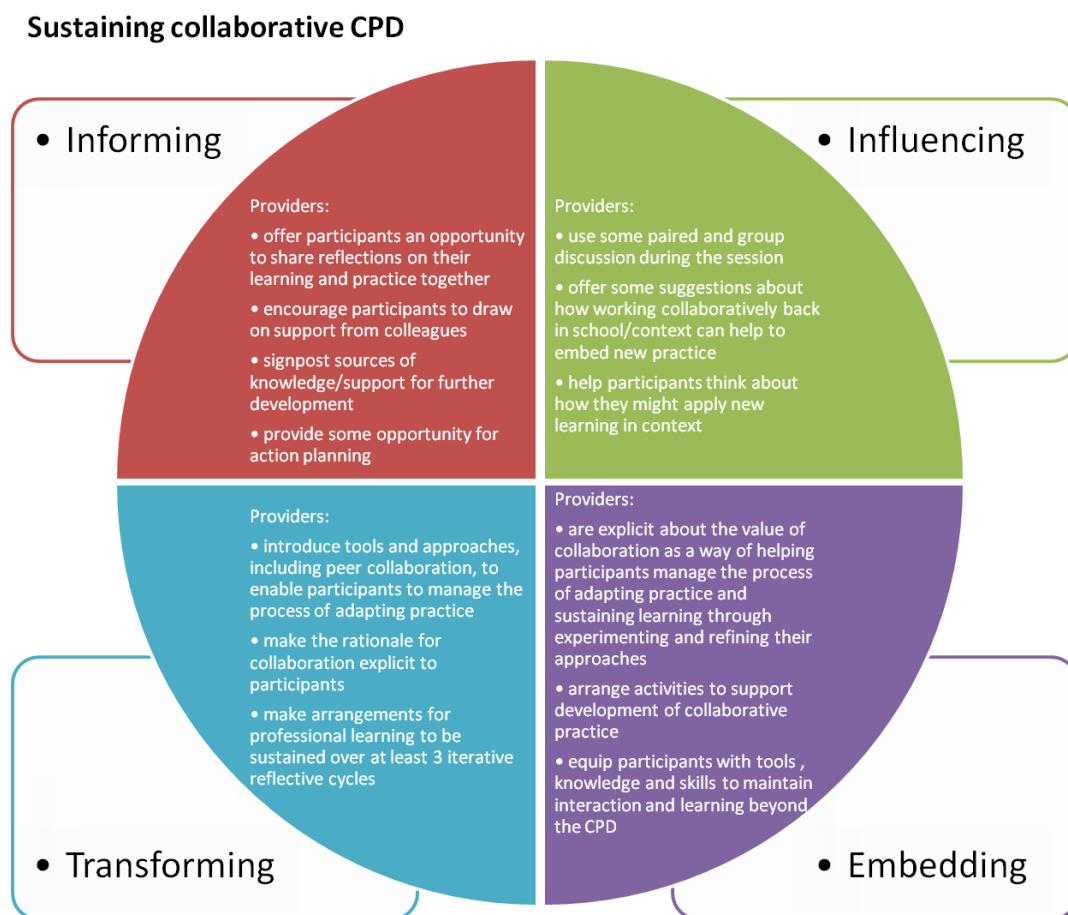 Sustaining collaborative CPD
• Informing
Providers:
• offer participants an opportunity
to share reflections on their
learning and practice together
• encourage participants to draw
on support from colleagues
• signpost sources of
knowledge/support for further
development
• provide some opportunity for
action planning
• Influencing
Providers:
• use some paired and group
discussion during the session
• offer some suggestions about
how working collaboratively back
in school/context can help to
embed new practice
• help participants think about
how they might apply new
learning in context
Providers:
• introduce tools and approaches,
including peer collaboration, to
enable participants to manage the
process of adapting practice
• make the rationale for
collaboration explicit to
participants
• make arrangements for
professional learning to be
sustained over at least 3 iterative
reflective cycles
• Transforming
Providers:
• are explicit about the value of
collaboration as a way of helping
participants manage the process
of adapting practice and
sustaining learning through
experimenting and refining their
approaches
• arrange activities to support
development of collaborative
practice
• equip participants with tools ,
knowledge and skills to maintain
interaction and learning beyond
the CPD
• Embedding